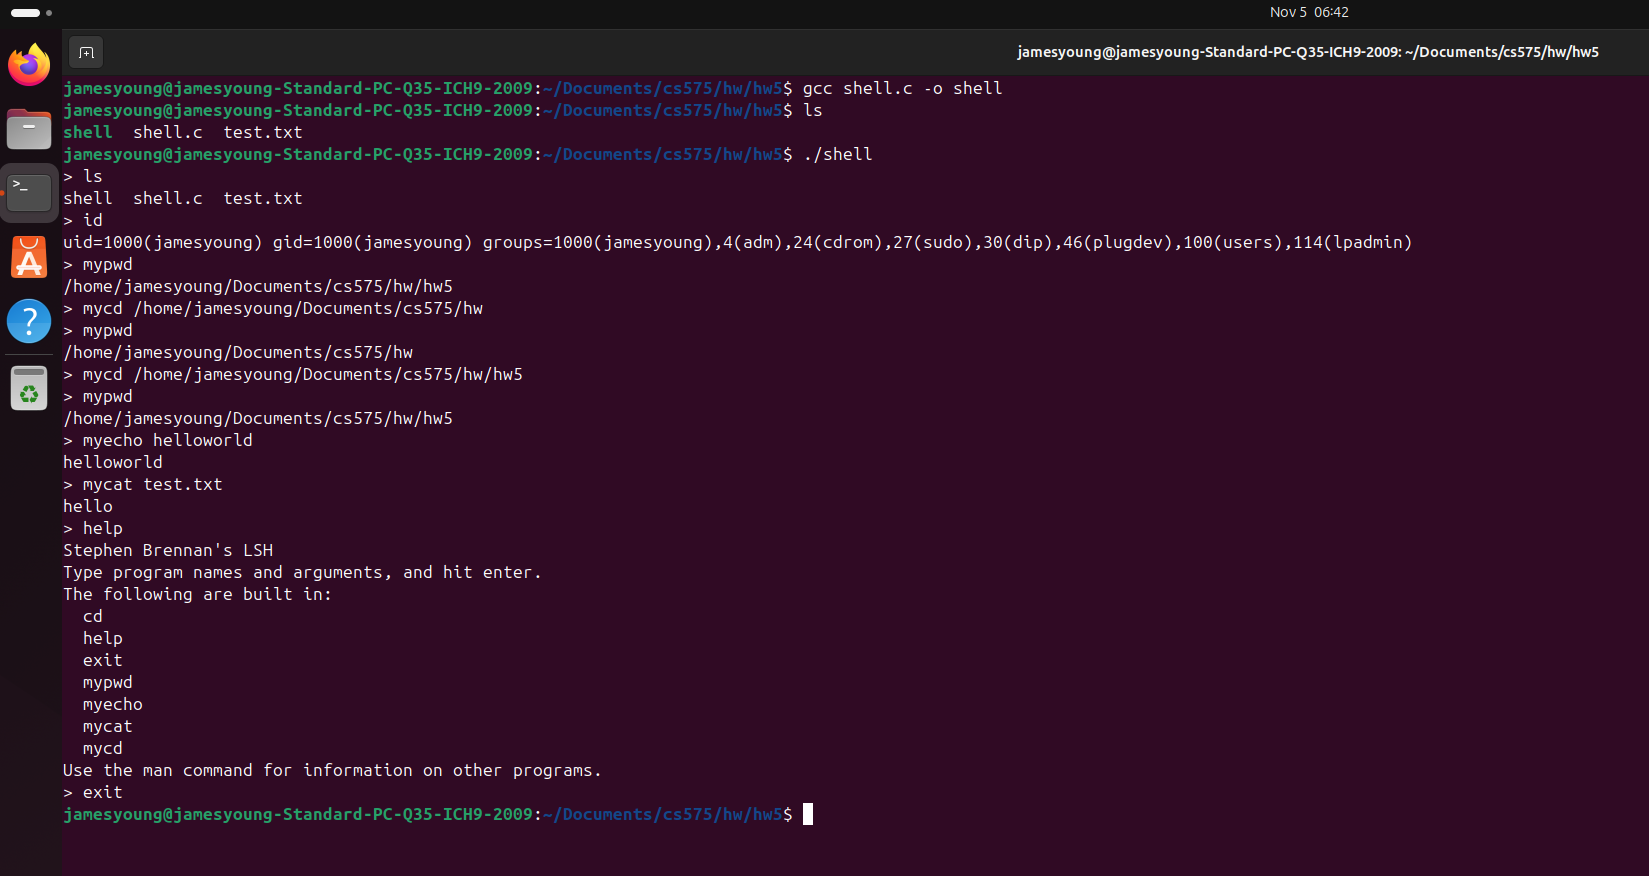 Nov 5 06:42
jamesyoung@jamesyoung-Standard-PC-Q35-ICH9-2009: ~/Documents/cs575/hw/hw5
jamesyoung@jamesyoung-Standard-PC-Q35-ICH9-2009:~/Documents/cs575/hw/hw5$ gcc shell.c -o shell
jamesyoung@jamesyoung-Standard-PC-Q35-ICH9-2009:~/Documents/cs575/hw/hw5$ ls
shell  shell.c  test.txt
jamesyoung@jamesyoung-Standard-PC-Q35-ICH9-2009:~/Documents/cs575/hw/hw5$ ./shell
> ls
shell  shell.c  test.txt
> id
uid=1000(jamesyoung) gid=1000(jamesyoung) groups=1000(jamesyoung),4(adm),24(cdrom),27(sudo),30(dip),46(plugdev),100(users),114(lpadmin)
> mypwd
/home/jamesyoung/Documents/cs575/hw/hw5
> mycd /home/jamesyoung/Documents/cs575/hw
> mypwd
/home/jamesyoung/Documents/cs575/hw
> mycd /home/jamesyoung/Documents/cs575/hw/hw5
> mypwd
/home/jamesyoung/Documents/cs575/hw/hw5
> myecho helloworld
helloworld
> mycat test.txt
hello
> help
Stephen Brennan's LSH
Type program names and arguments, and hit enter.
The following are built in:
  cd
  help
  exit
  mypwd
  myecho
  mycat
  mycd
Use the man command for information on other programs.
> exit
jamesyoung@jamesyoung-Standard-PC-Q35-ICH9-2009:~/Documents/cs575/hw/hw5$